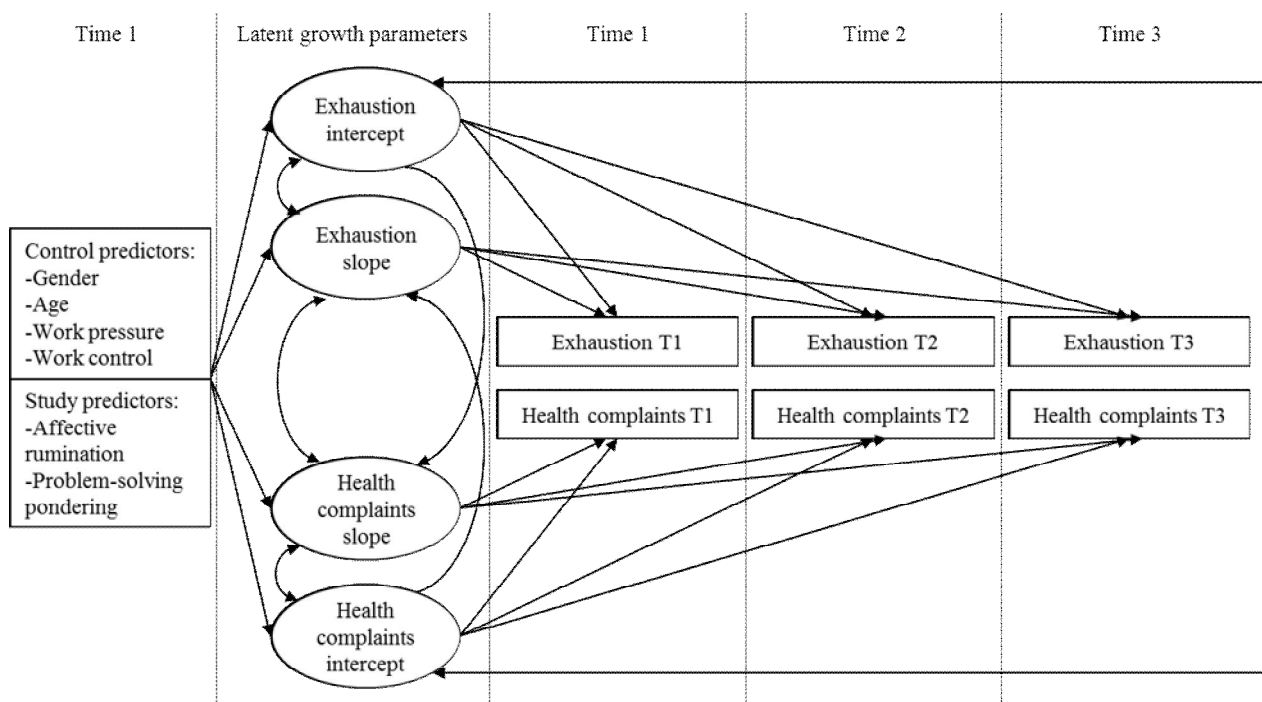 Time 1
Latent growth parameters
Time 1
Time 2
Time 3
Exhaustion
intercept
Exhaustion
slope
Control predictors:
-Gender
-Age
-Work pressure
-Work control
Study predictors:
-Affective
rumination
-Problem-solving
pondering
Exhaustion T1
Exhaustion T2
Exhaustion T3
Health complaints T1
Health complaints T2
Health complaints T3
Health
complaints
slope
Health
complaints
intercept